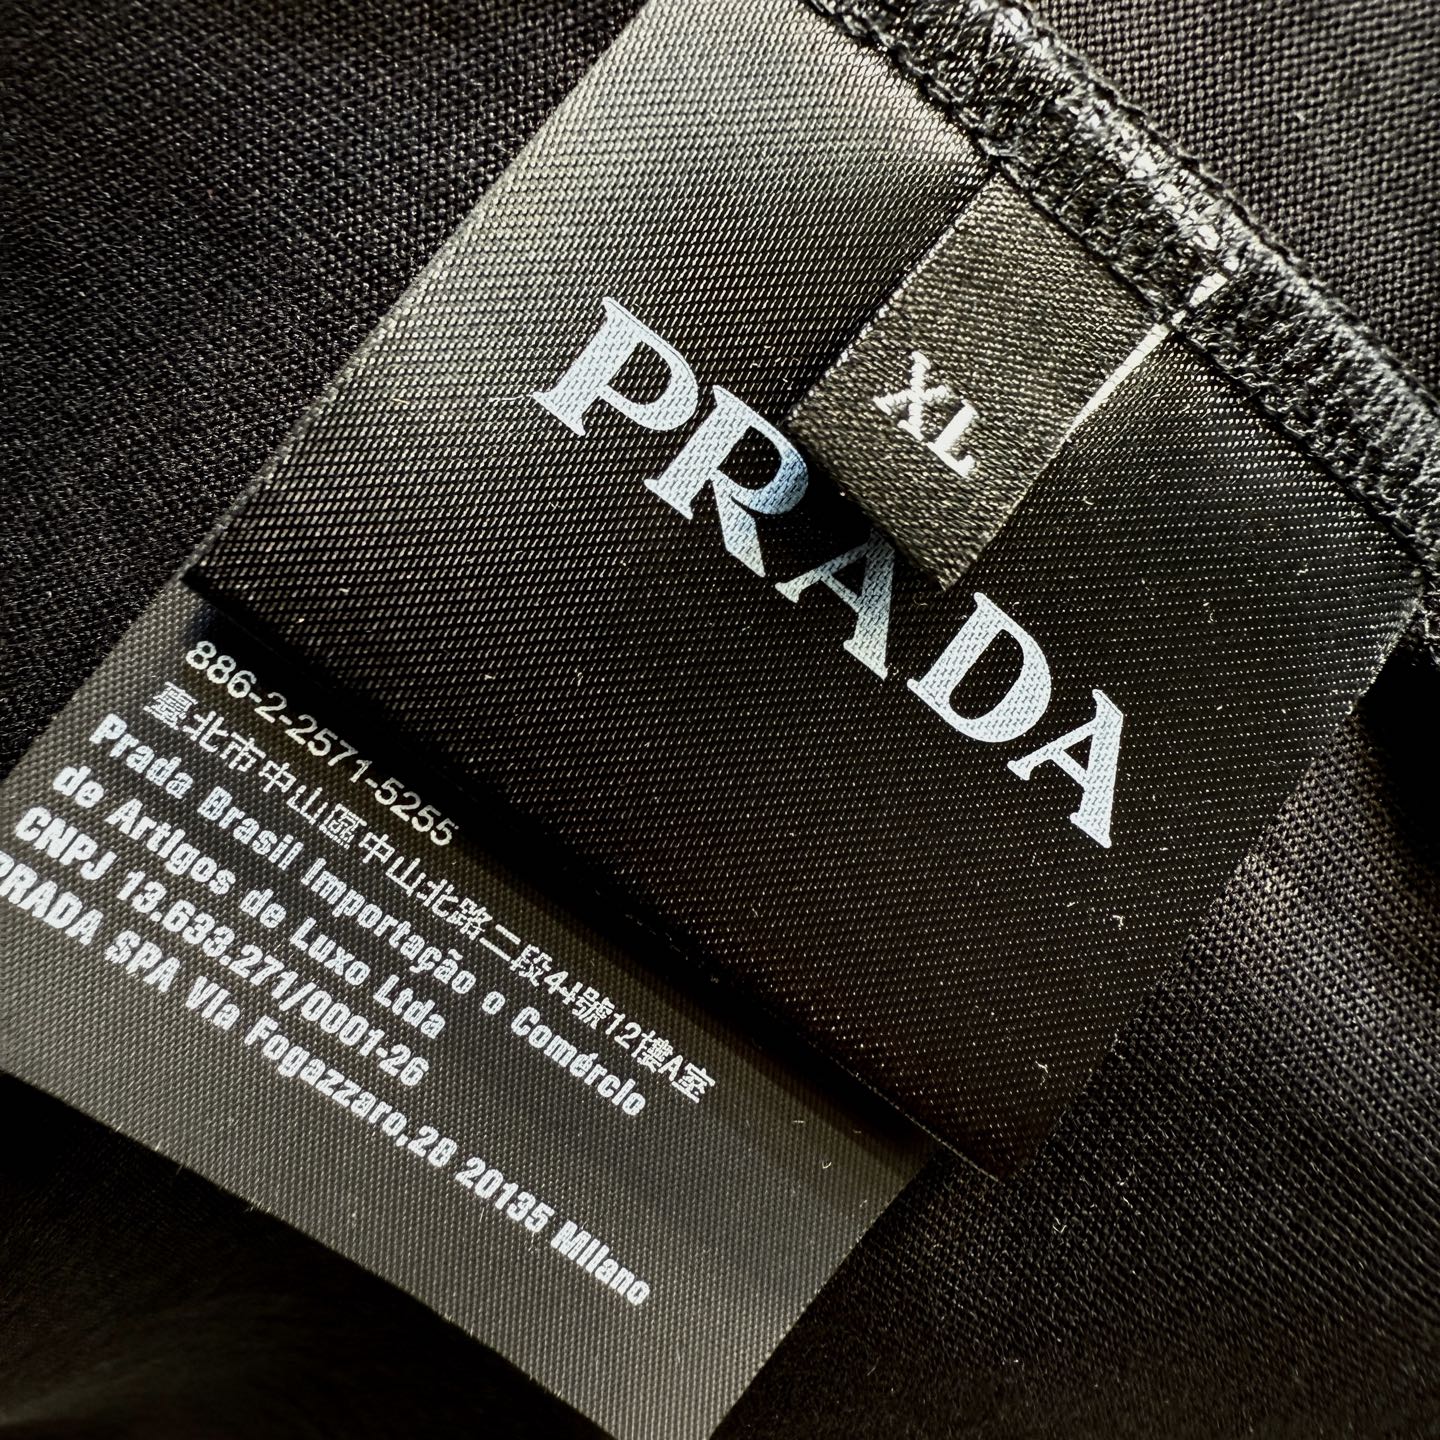 PRADA
XL
886-2-2571-5255
臺北市中山區中山北路二段44號12樓A室
Prada Brasil Importação o Comércio
de Artigos de Luxo Ltda
CNPJ 13.633.271/0001-26
PRADA SPA Via Fogazzaro,28 20135 Milano